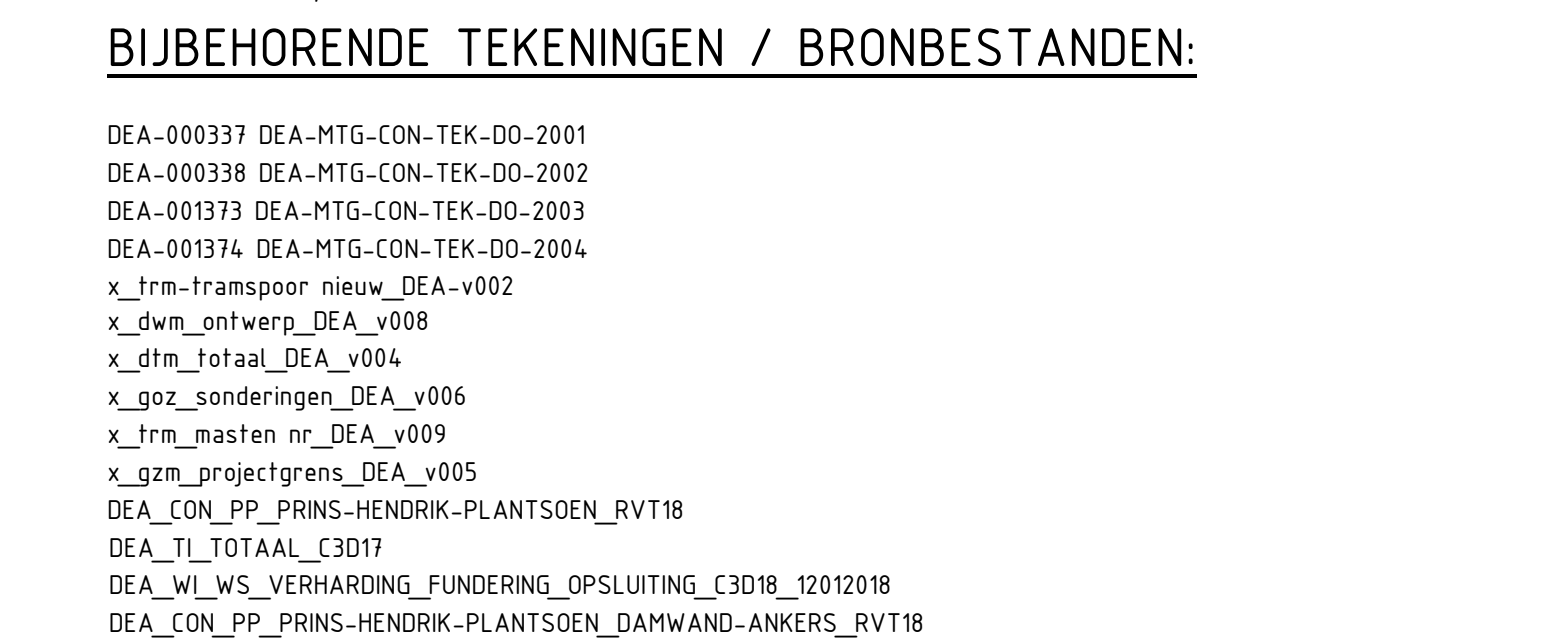 BIJBEHORENDE TEKENINGEN / BRONBESTANDEN:
DEA-000337 DEA-MTG-CON-TEK-DO-2001
DEA-000338 DEA-MTG-CON-TEK-DO-2002
DEA-001373 DEA-MTG-CON-TEK-DO-2003
DEA-001374 DEA-MTG-CON-TEK-DO-2004
x_trm-tramspoor nieuw_DEA-v002
x_dwm_ontwerp_DEA_v008
x_dtm_totaal_DEA_v004
x_goz_sonderingen_DEA_v006
x_trm_masten nr_DEA_v009
x_gzm_projectgrens_DEA_v005
DEA_CON_PP_PRINS-HENDRIK-PLANTSOEN_RVT18
DEA_TI_TOTAAL_C3D17
DEA_WI_WS_VERHARDING_FUNDERING_OPSLUITING_C3D18_12012018
DEA_CON_PP_PRINS-HENDRIK-PLANTSOEN_DAMWAND-ANKERS_RVT18